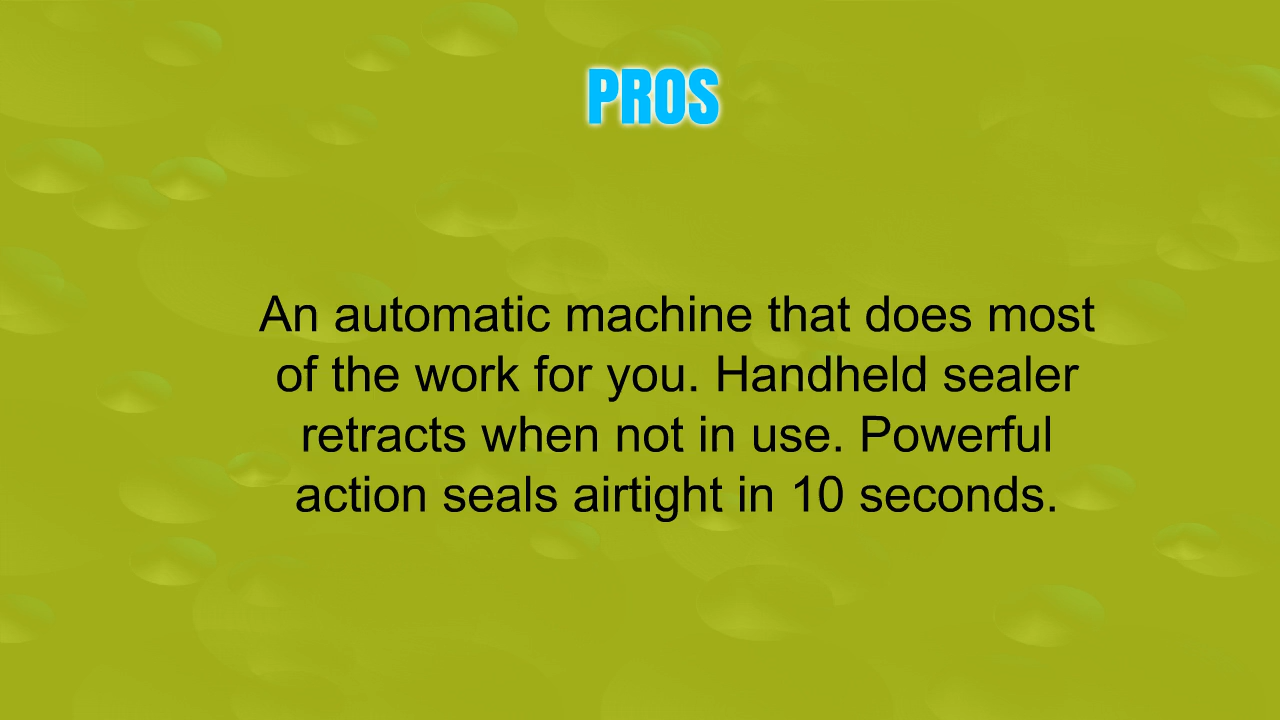 PROS
An automatic machine that does most
of the work for you. Handheld sealer
retracts when not in use. Powerful
action seals airtight in 10 seconds.